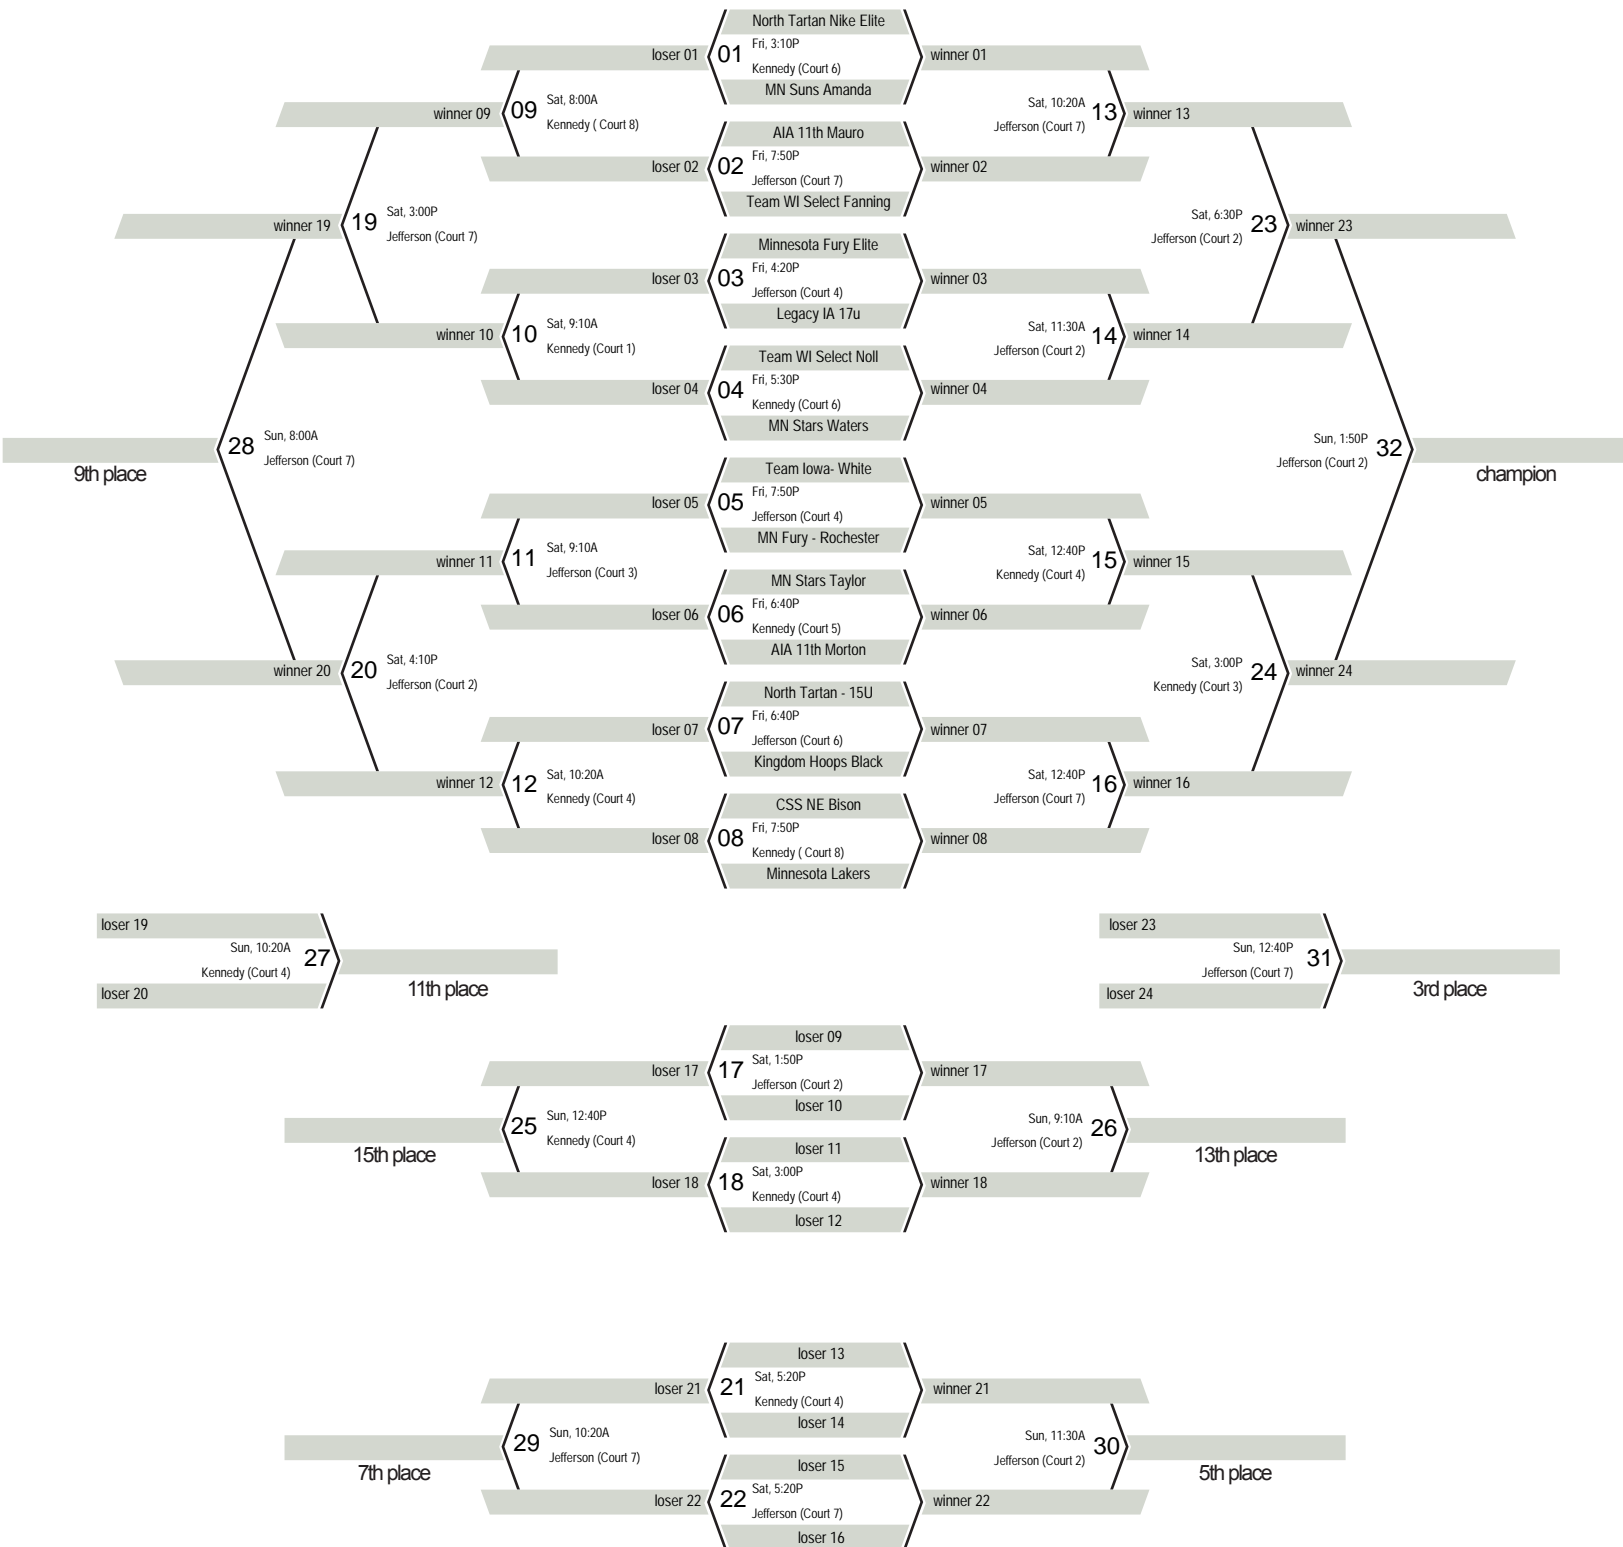 North Tartan Nike Elite
loser 01
01
Fri, 3:10P
Kennedy (Court 6)
winner 01
MN Suns Amanda
winner 09
09
Sat, 8:00A
Kennedy ( Court 8)
Sat, 10:20A
Jefferson (Court 7)
13
winner 13
AIA 11th Mauro
loser 02
02
Fri, 7:50P
Jefferson (Court 7)
winner 02
Team WI Select Fanning
winner 19
19
Sat, 3:00P
Jefferson (Court 7)
Sat, 6:30P
Jefferson (Court 2)
23
winner 23
Minnesota Fury Elite
loser 03
03
Fri, 4:20P
Jefferson (Court 4)
winner 03
Legacy IA 17u
winner 10
10
Sat, 9:10A
Kennedy (Court 1)
Sat, 11:30A
Jefferson (Court 2)
14
winner 14
Team WI Select Noll
loser 04
04
Fri, 5:30P
Kennedy (Court 6)
winner 04
MN Stars Waters
28
Sun, 8:00A
Jefferson (Court 7)
9th place
Sun, 1:50P
Jefferson (Court 2)
32
champion
Team Iowa- White
loser 05
05
Fri, 7:50P
Jefferson (Court 4)
winner 05
MN Fury - Rochester
winner 11
11
Sat, 9:10A
Jefferson (Court 3)
Sat, 12:40P
Kennedy (Court 4)
15
winner 15
MN Stars Taylor
loser 06
06
Fri, 6:40P
Kennedy (Court 5)
winner 06
AIA 11th Morton
winner 20
20
Sat, 4:10P
Jefferson (Court 2)
Sat, 3:00P
Kennedy (Court 3)
24
winner 24
North Tartan - 15U
loser 07
07
Fri, 6:40P
Jefferson (Court 6)
winner 07
Kingdom Hoops Black
winner 12
12
Sat, 10:20A
Kennedy (Court 4)
Sat, 12:40P
Jefferson (Court 7)
16
winner 16
CSS NE Bison
loser 08
08
Fri, 7:50P
Kennedy ( Court 8)
winner 08
Minnesota Lakers
loser 19
Sun, 10:20A
Kennedy (Court 4)
27
loser 20
11th place
loser 23
Sun, 12:40P
Jefferson (Court 7)
31
loser 24
3rd place
loser 09
loser 17
17
Sat, 1:50P
Jefferson (Court 2)
winner 17
loser 10
25
Sun, 12:40P
Kennedy (Court 4)
15th place
Sun, 9:10A
Jefferson (Court 2)
26
13th place
loser 11
loser 18
18
Sat, 3:00P
Kennedy (Court 4)
winner 18
loser 12
loser 13
loser 21
21
Sat, 5:20P
Kennedy (Court 4)
winner 21
loser 14
29
Sun, 10:20A
Jefferson (Court 7)
7th place
Sun, 11:30A
Jefferson (Court 2)
30
5th place
loser 15
loser 22
22
Sat, 5:20P
Jefferson (Court 7)
winner 22
loser 16